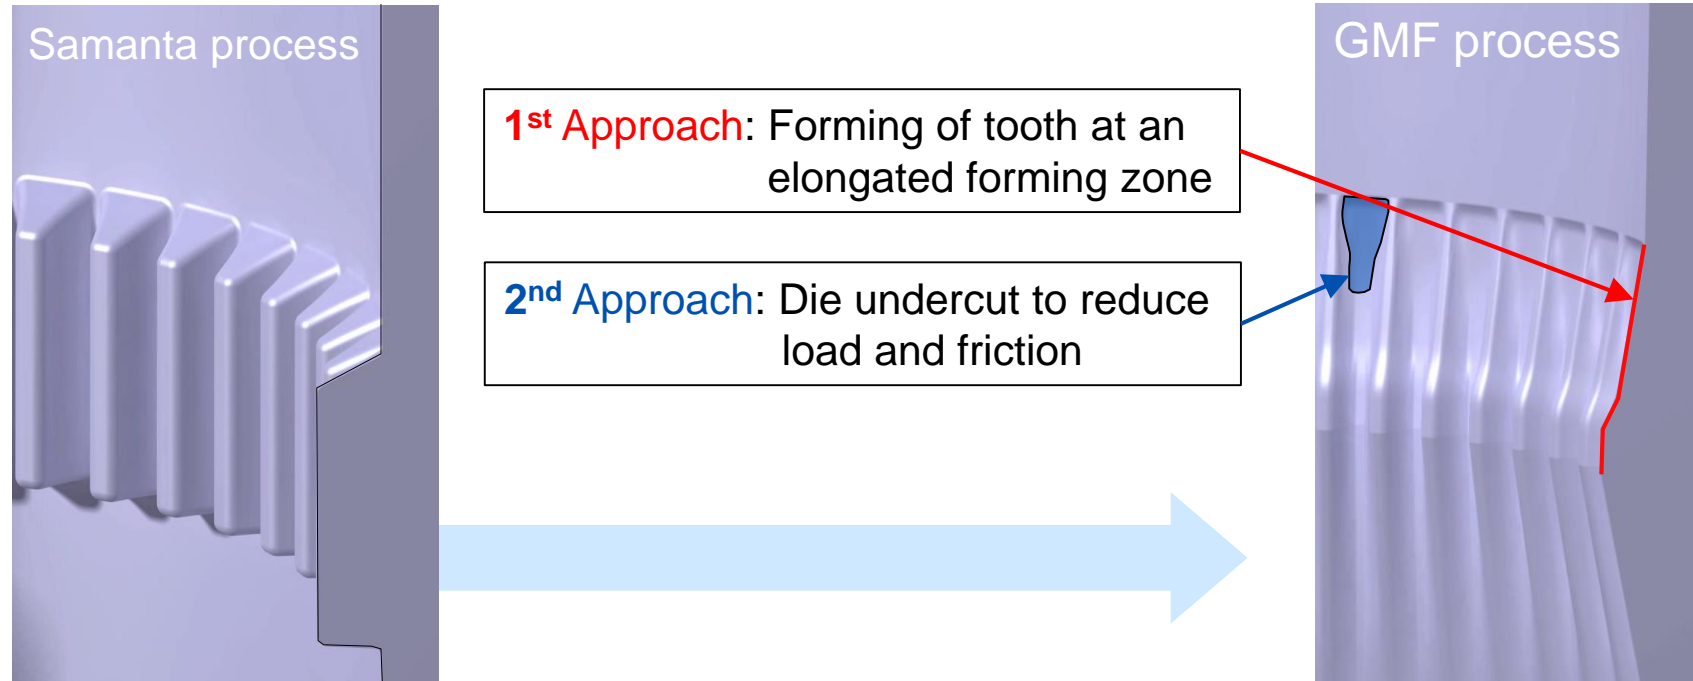 Samanta process
1st Approach: Forming of tooth at an
elongated forming zone
2nd Approach: Die undercut to reduce
load and friction
GMF process